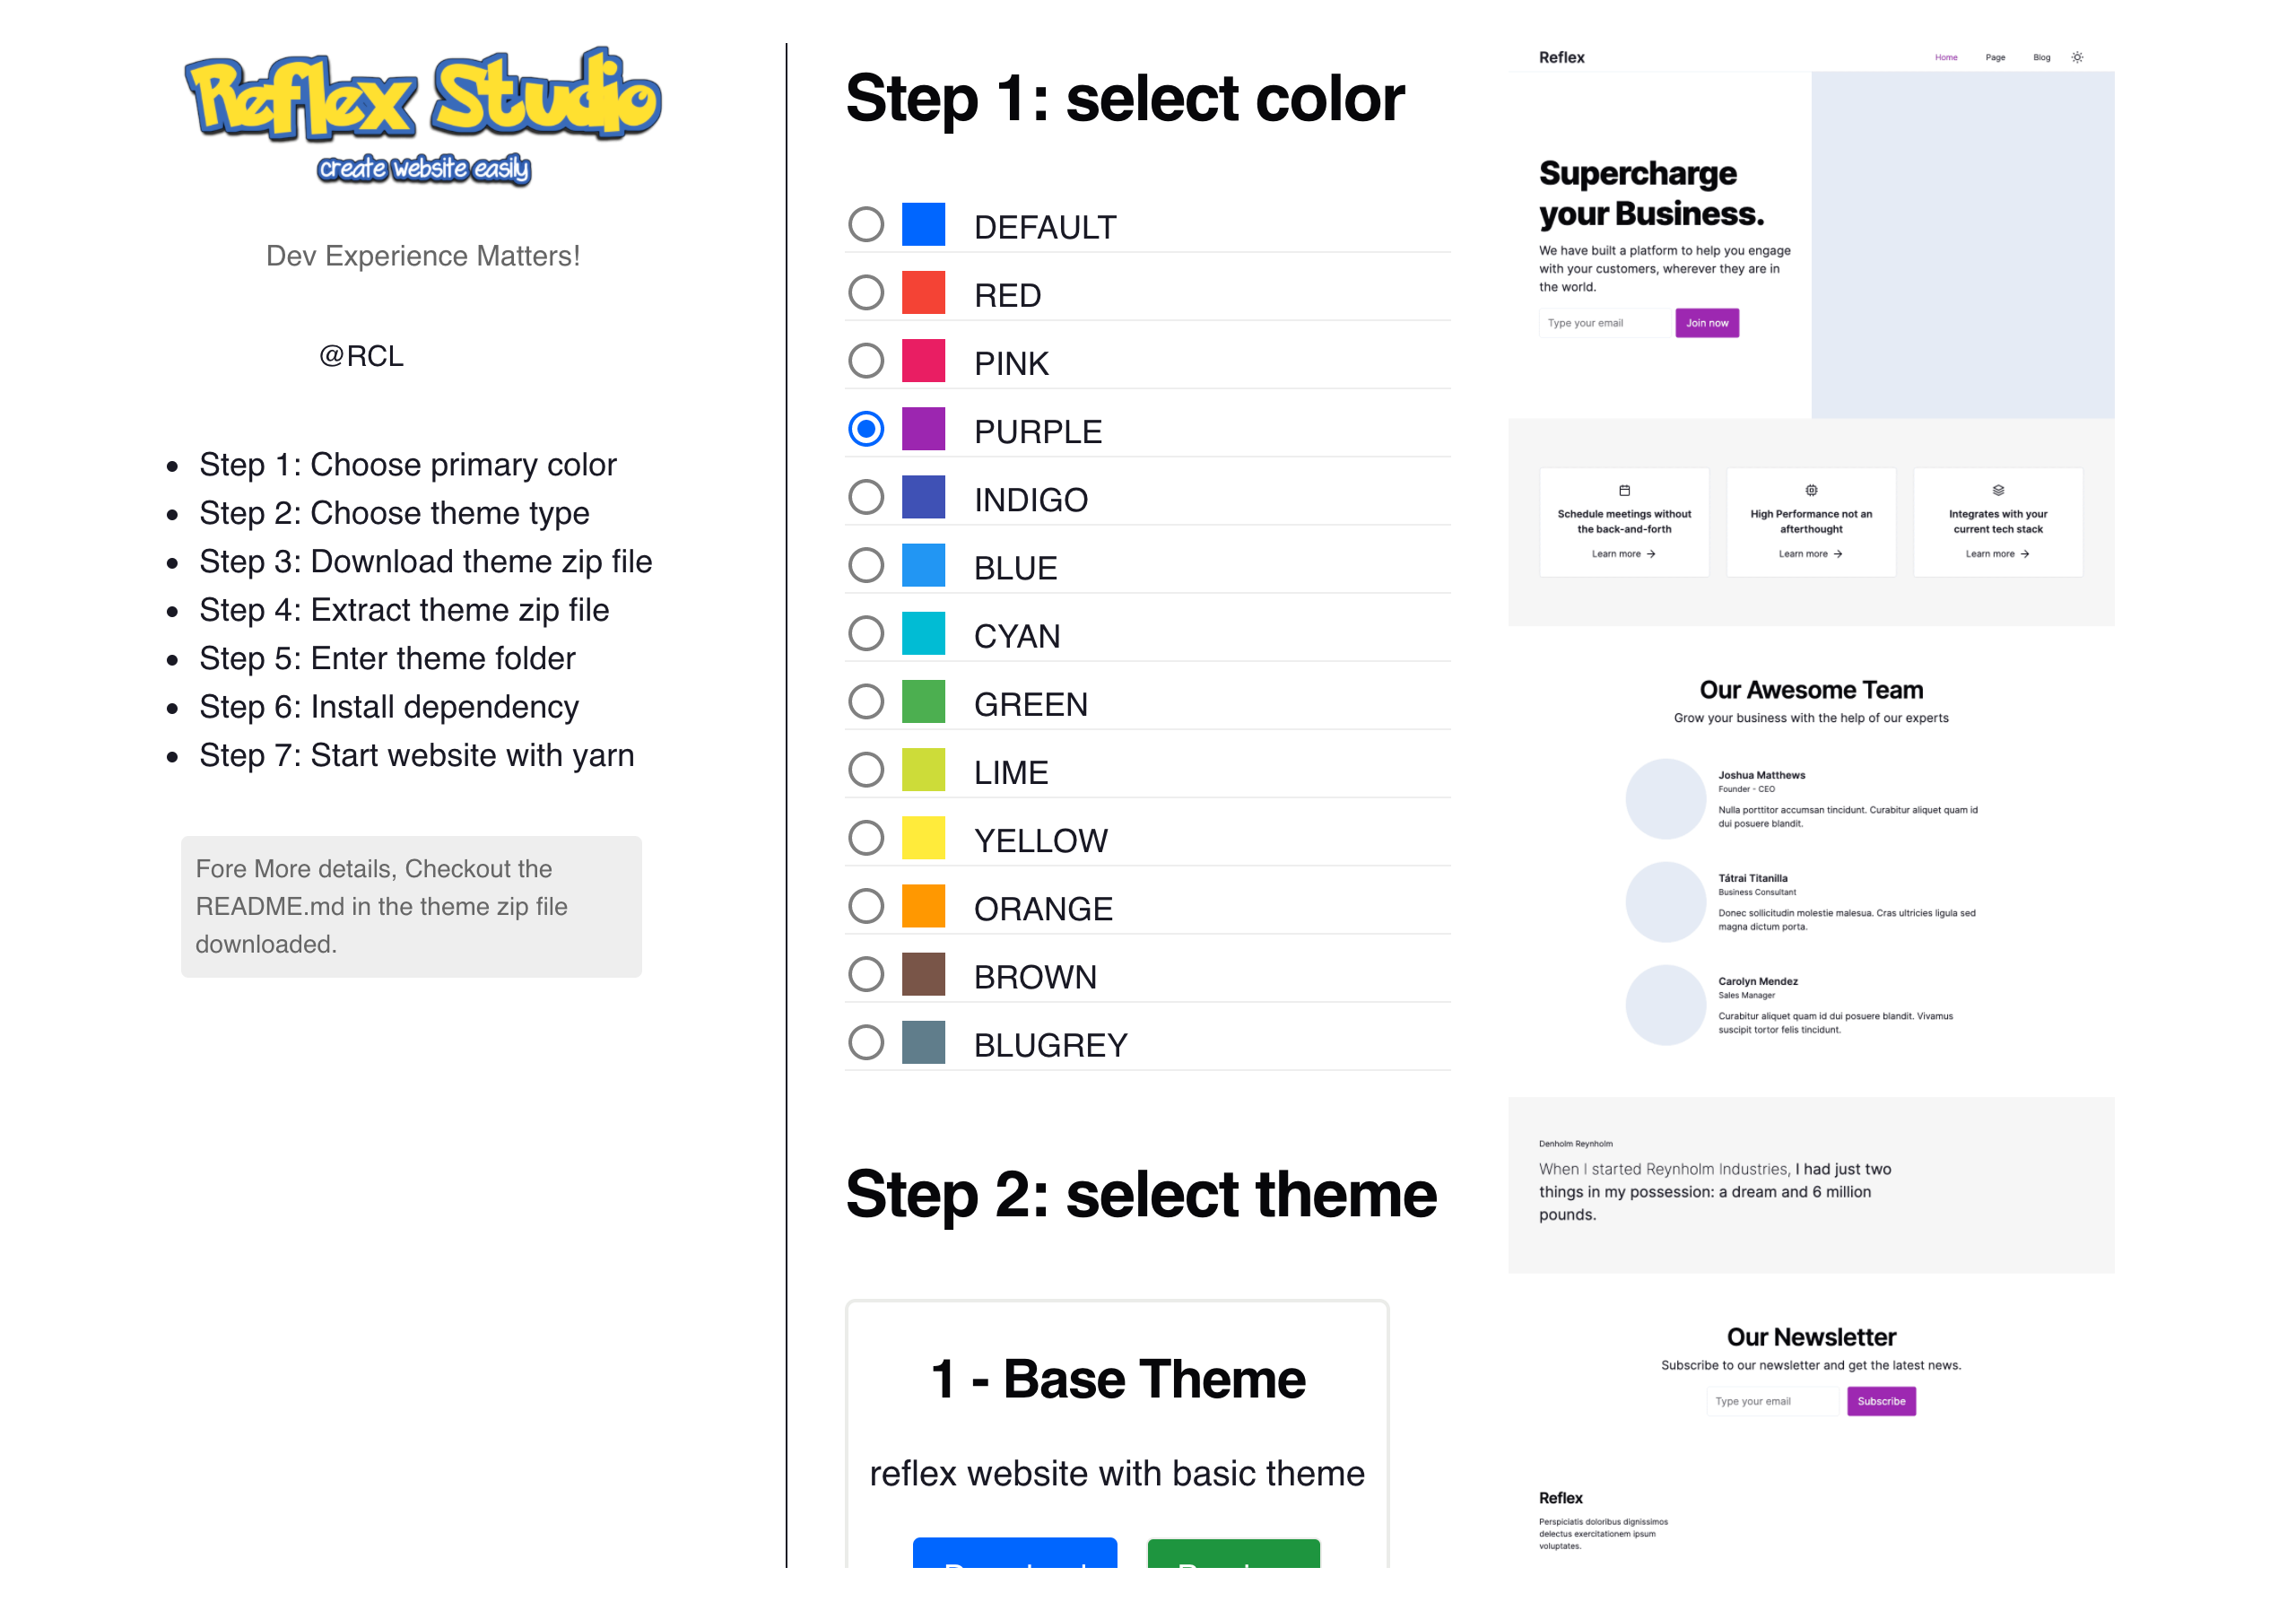 Reflex Studio
create website easily
Dev Experience Matters!
@RCL
Step 1: Choose primary color
Step 2: Choose theme type
Step 3: Download theme zip file
Step 4: Extract theme zip file
Step 5: Enter theme folder
Step 6: Install dependency
Step 7: Start website with yarn
Fore More details, Checkout the
README.md in the theme zip file
downloaded.
Step 1: select color
DEFAULT
RED
PINK
PURPLE
INDIGO
BLUE
CYAN
GREEN
LIME
YELLOW
ORANGE
BROWN
BLUGREY
Step 2: select theme
1 - Base Theme
reflex website with basic theme
Reflex
Home Page Blog
Supercharge
your Business.
We have built a platform to help you engage
with your customers, wherever they are in
the world.
Type your email Join now
Schedule meetings without
the back-and-forth
Learn more →
High Performance not an
afterthought
Learn more →
Integrates with your
current tech stack
Learn more →
Our Awesome Team
Grow your business with the help of our experts
Joshua Matthews
Founder - CEO
Nulla porttitor accumsan tincidunt. Curabitur aliquet quam id
dui posuere blandit.
Tátrai Titanilla
Business Consultant
Donec sollicitudin molestie malesua. Cras ultricies ligula sed
magna dictum porta.
Carolyn Mendez
Sales Manager
Curabitur aliquet quam id dui posuere blandit. Vivamus
suscipit tortor felis tincidunt.
Denholm Reynholm
When I started Reynholm Industries, I had just two
things in my possession: a dream and 6 million
pounds.
Our Newsletter
Subscribe to our newsletter and get the latest news.
Type your email Subscribe
Reflex
Perspiciatis doloribus dignissimos
delectus exercitationem ipsum
voluptates.